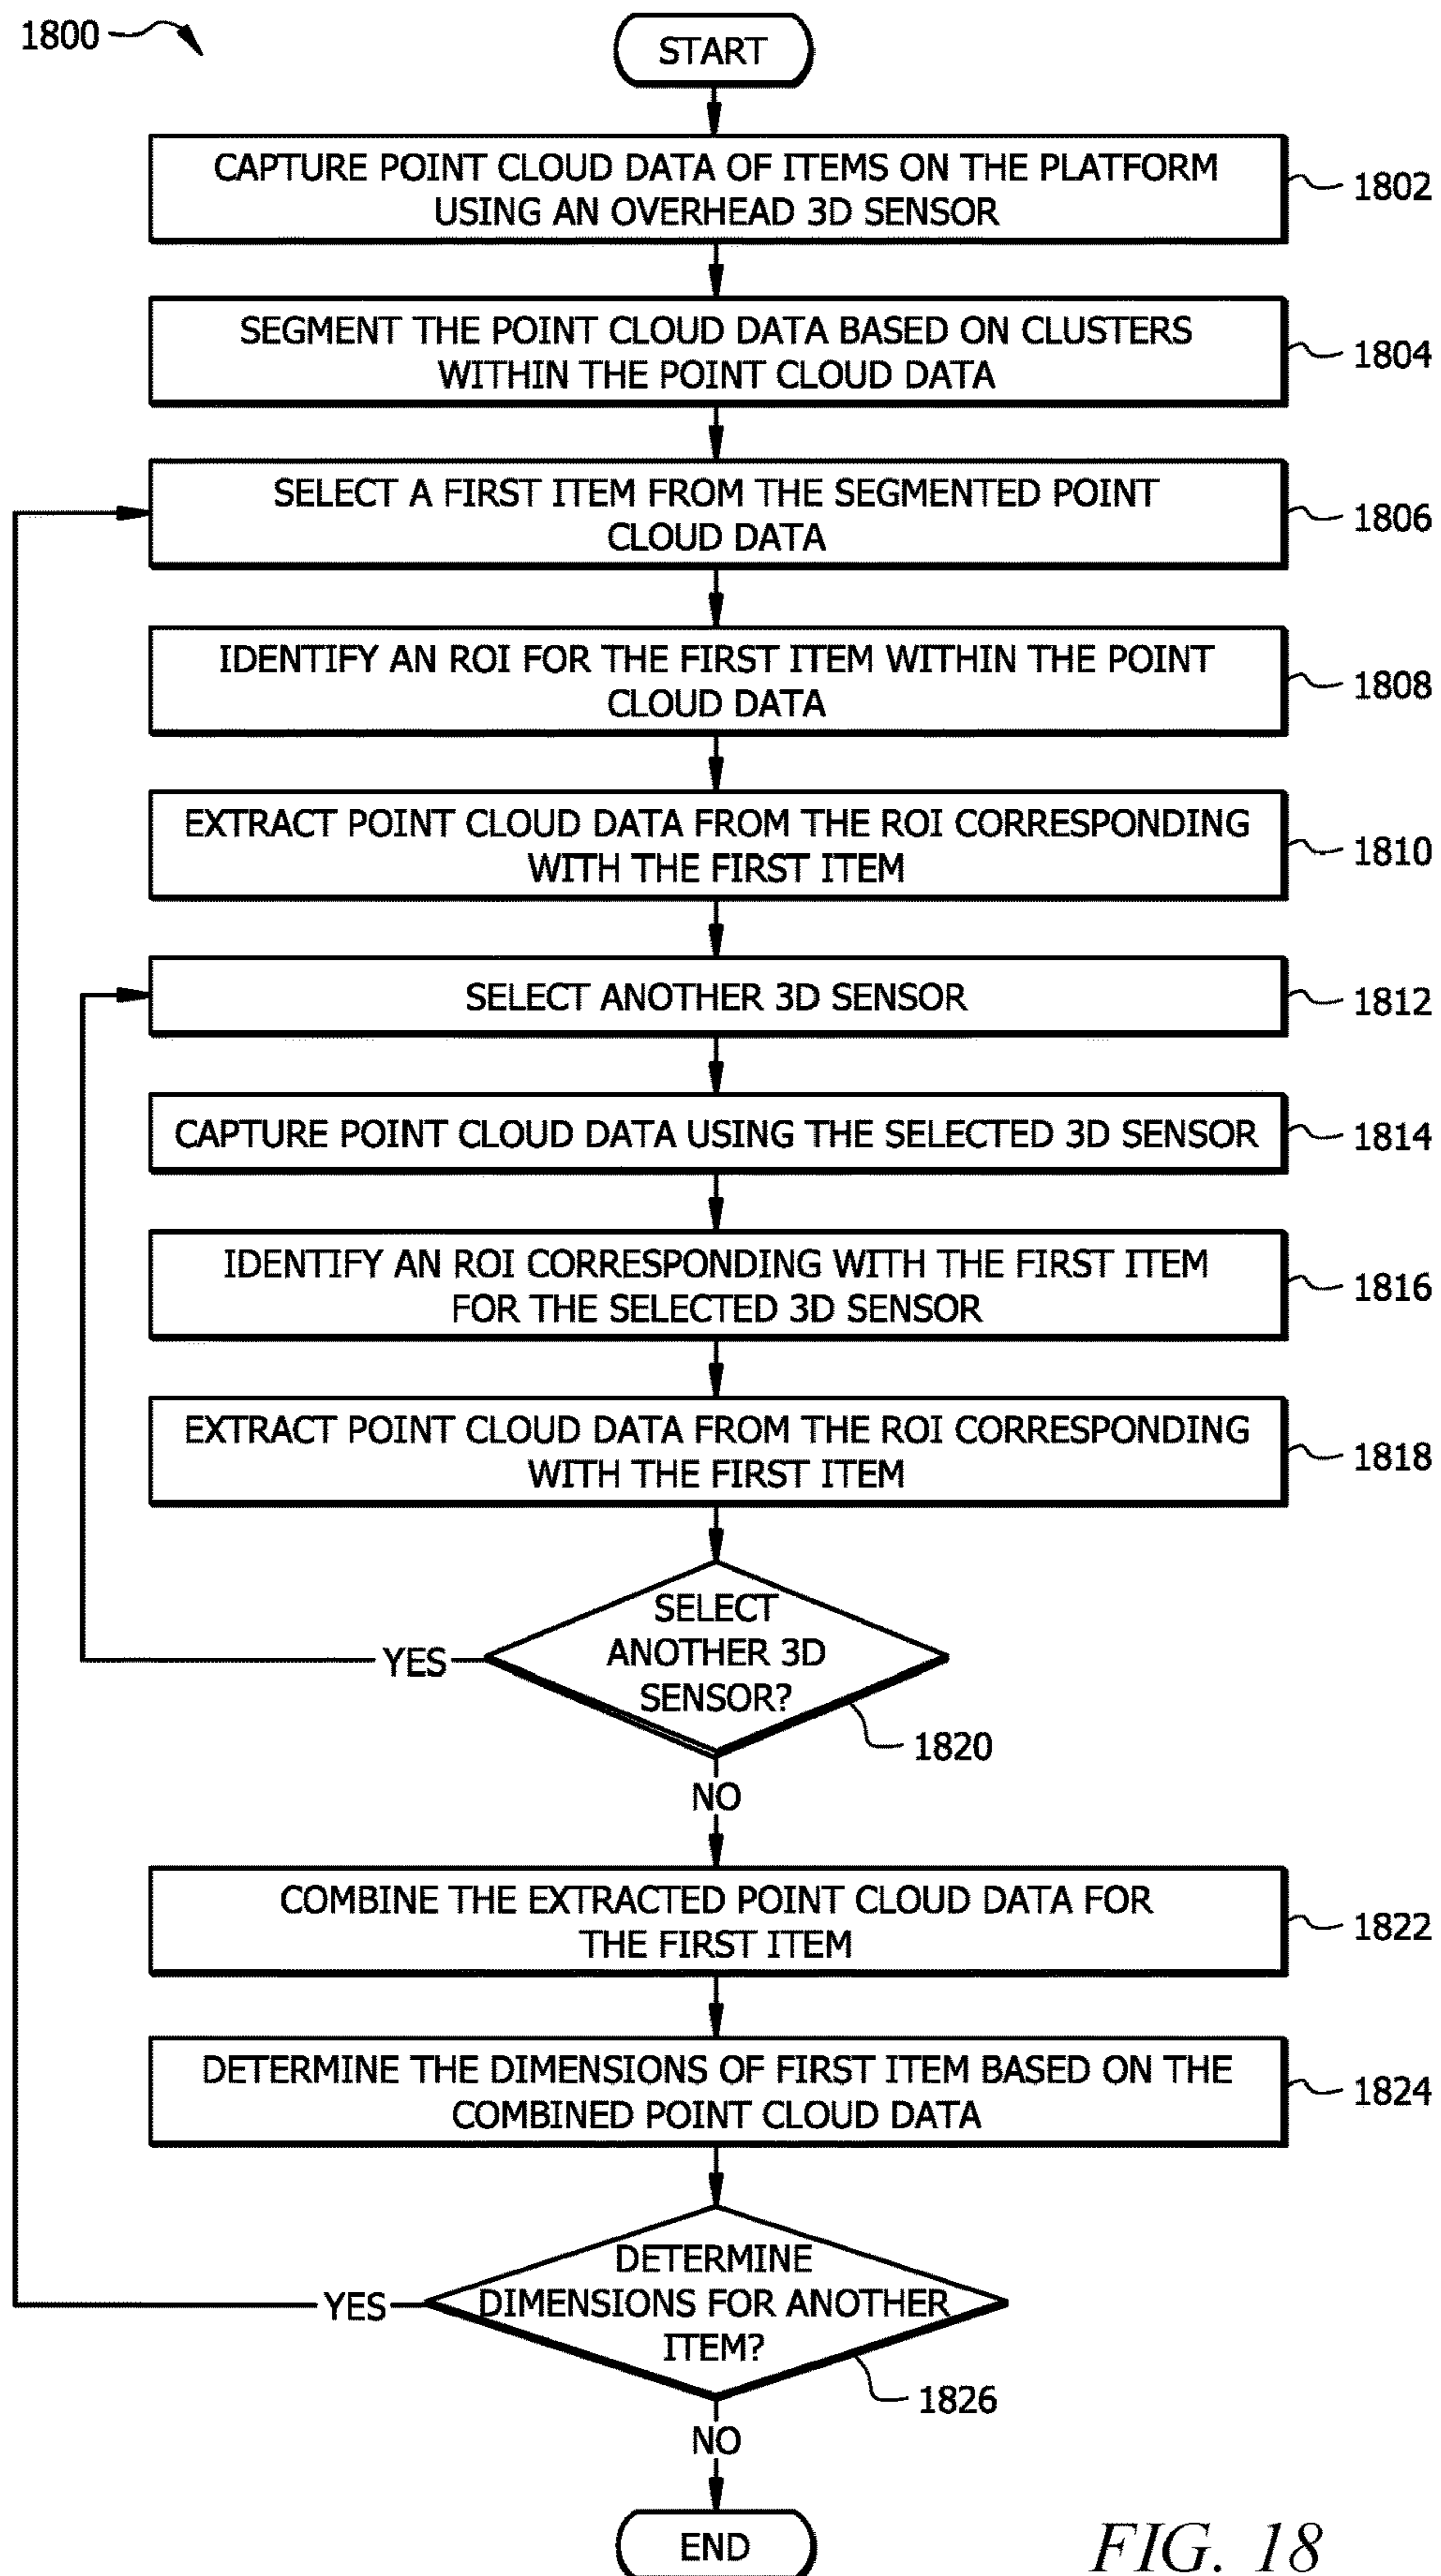 1800
START
CAPTURE POINT CLOUD DATA OF ITEMS ON THE PLATFORM
USING AN OVERHEAD 3D SENSOR
1802
SEGMENT THE POINT CLOUD DATA BASED ON CLUSTERS
WITHIN THE POINT CLOUD DATA
1804
SELECT A FIRST ITEM FROM THE SEGMENTED POINT
CLOUD DATA
1806
IDENTIFY AN ROI FOR THE FIRST ITEM WITHIN THE POINT
CLOUD DATA
1808
EXTRACT POINT CLOUD DATA FROM THE ROI CORRESPONDING
WITH THE FIRST ITEM
1810
SELECT ANOTHER 3D SENSOR
1812
CAPTURE POINT CLOUD DATA USING THE SELECTED 3D SENSOR
1814
IDENTIFY AN ROI CORRESPONDING WITH THE FIRST ITEM
FOR THE SELECTED 3D SENSOR
1816
EXTRACT POINT CLOUD DATA FROM THE ROI CORRESPONDING
WITH THE FIRST ITEM
1818
SELECT
ANOTHER 3D
SENSOR?
YES
1820
NO
COMBINE THE EXTRACTED POINT CLOUD DATA FOR
THE FIRST ITEM
1822
DETERMINE THE DIMENSIONS OF FIRST ITEM BASED ON THE
COMBINED POINT CLOUD DATA
1824
DETERMINE
DIMENSIONS FOR ANOTHER
ITEM?
YES
1826
NO
END
FIG. 18